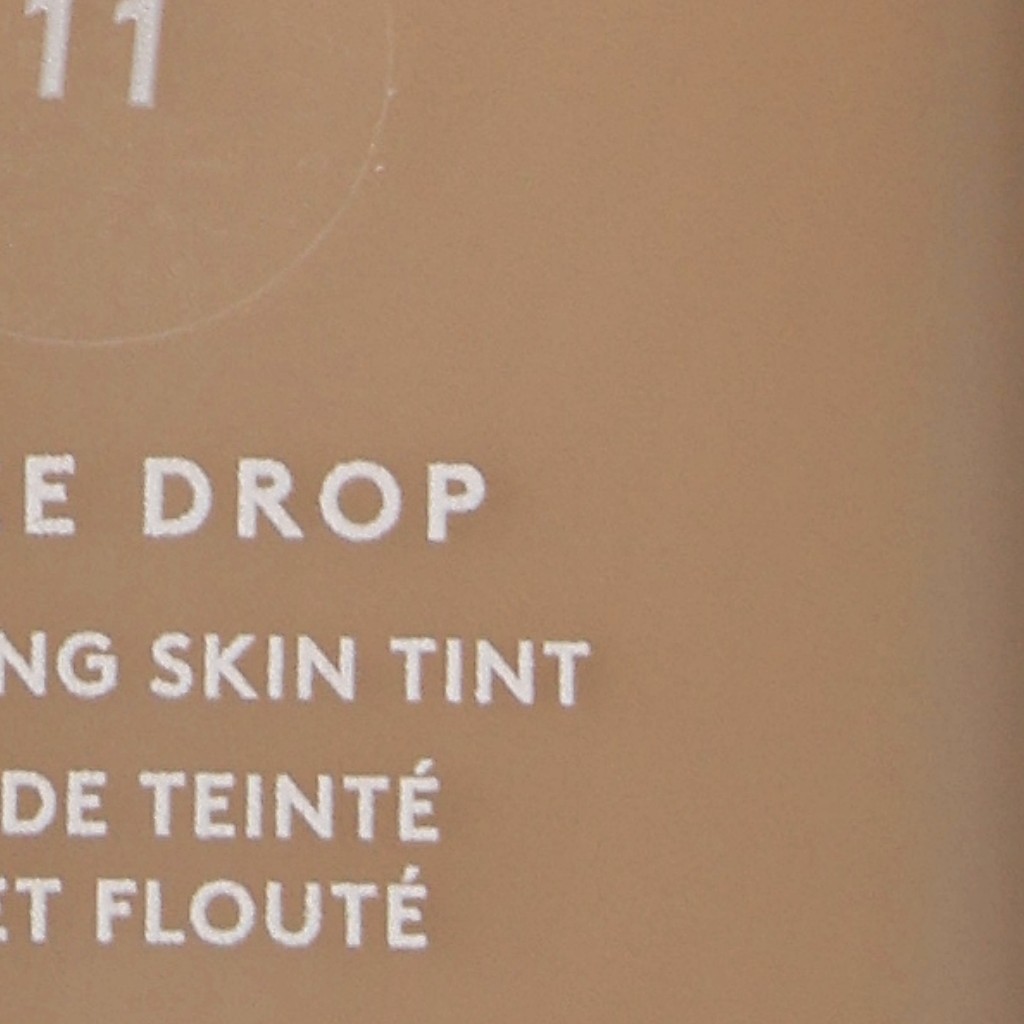 11
E DROP
NG SKIN TINT
DE TEINTÉ
ET FLOUTÉ